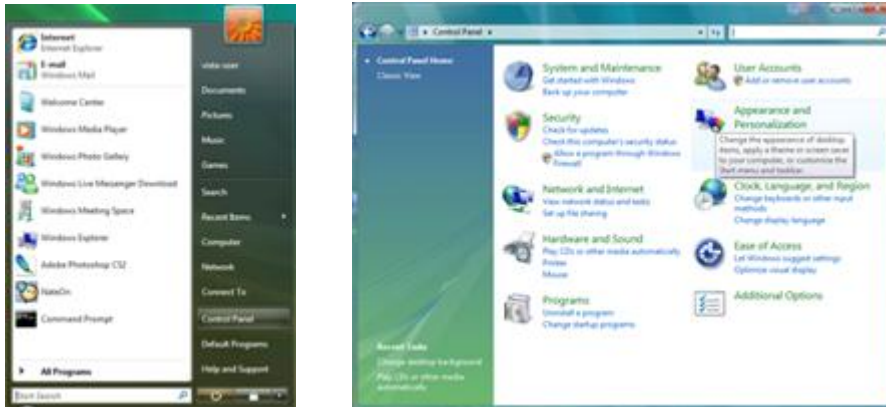 Internet
Internet Explorer
E-mail
Windows Mail
Welcome Center
Windows Media Player
Windows Photo Gallery
Windows Live Messenger Download
Windows Meeting Space
Windows Explorer
Adobe Photoshop CS2
NateOn
Command Prompt
All Programs
Start Search
vista user
Documents
Pictures
Music
Games
Search
Recent Items
Computer
Network
Connect To
Control Panel
Default Programs
Help and Support
Control Panel
Control Panel Home
Classic View
System and Maintenance
Get started with Windows
Back up your computer
Security
Check for updates
Check this computer's security status
Allow a program through Windows
Firewall
Network and Internet
View network status and tasks
Set up file sharing
Hardware and Sound
Play CDs or other media automatically
Printer
Mouse
Programs
Uninstall a program
Change startup programs
User Accounts
Add or remove user accounts
Appearance and
Personalization
Change the appearance of desktop
items, apply a theme or screen saver
to your computer, or customize the
Start menu and taskbar.
Clock, Language, and Region
Change keyboards or other input
methods
Change display language
Ease of Access
Let Windows suggest settings
Optimize visual display
Additional Options
Recent Tasks
Change desktop background
Play CDs or other media
automatically